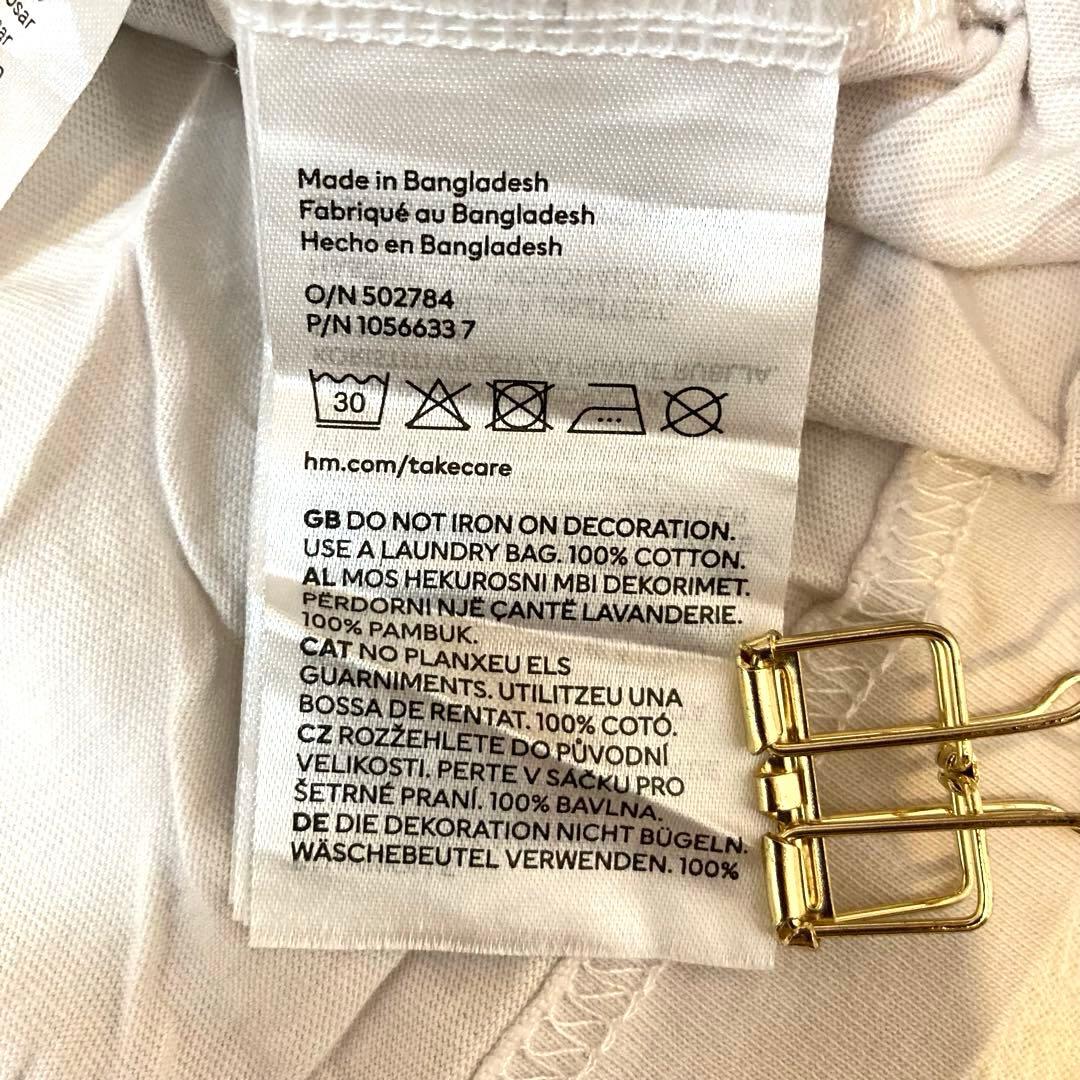 Made in Bangladesh
Fabriqué au Bangladesh
Hecho en Bangladesh
O/N 502784
P/N 1056633 7
30
hm.com/takecare
GB DO NOT IRON ON DECORATION.
USE A LAUNDRY BAG. 100% COTTON.
AL MOS HEKUROSNI MBI DEKORIMET.
PËRDORNI NJË ÇANTË LAVANDERIE.
100% PAMBUK.
CAT NO PLANXEU ELS
GUARNIMENTS. UTILITZEU UNA
BOSSA DE RENTAT. 100% COTÓ.
CZ ROZŽEHLETE DO PŮVODNÍ
VELIKOSTI. PERTE V SÁČKU PRO
ŠETRNÉ PRANÍ. 100% BAVLNA.
DE DIE DEKORATION NICHT BÜGELN.
WÄSCHEBEUTEL VERWENDEN. 100%